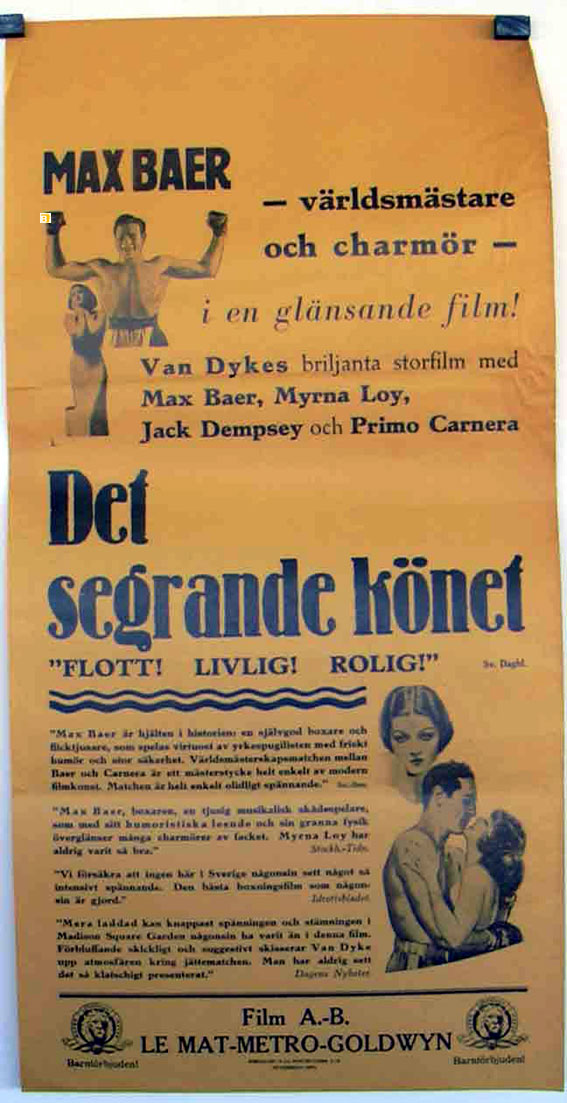 MAX BAER
— världsmästare
och charmör —
i en glänsande film!
Van Dykes briljanta storfilm med
Max Baer, Myrna Loy,
Jack Dempsey och Primo Carnera
Det
segrande könet
"FLOTT! LIVLIG! ROLIG!"
Sv. Dagbl.
"Max Baer är hjälten i historien: en självgod boxare och
flicktjusare, som spelas virtuost av yrkespugilisten med friskt
humör och stor säkerhet. Världsmästerskapsmatchen mellan
Baer och Carnera är ett mästerstycke helt enkelt av modern
filmkonst. Matchen är helt enkelt olidligt spännande."
"Max Baer, boxaren, en tjusig musikalisk skådespelare,
som med sitt humoristiska leende och sin granna fysik
överglänser många charmörer av facket. Myrna Loy har
aldrig varit så bra."
Stockh.-Tidn.
"Vi försäkra att ingen här i Sverige någonsin sett något så
intensivt spännande. Den bästa boxningsfilm som någon-
sin är gjord."
Idrottsbladet
"Mera laddad kan knappast spänningen och stämningen i
Madison Square Garden någonsin ha varit än i denna film.
Förbluffande skickligt och suggestivt skisserar Van Dyke
upp atmosfären kring jättematchen. Man har aldrig sett
det så klatschigt presenterat."
Dagens Nyheter
Film A.-B.
LE MAT-METRO-GOLDWYN
Barnförbjuden!
Barnförbjuden!